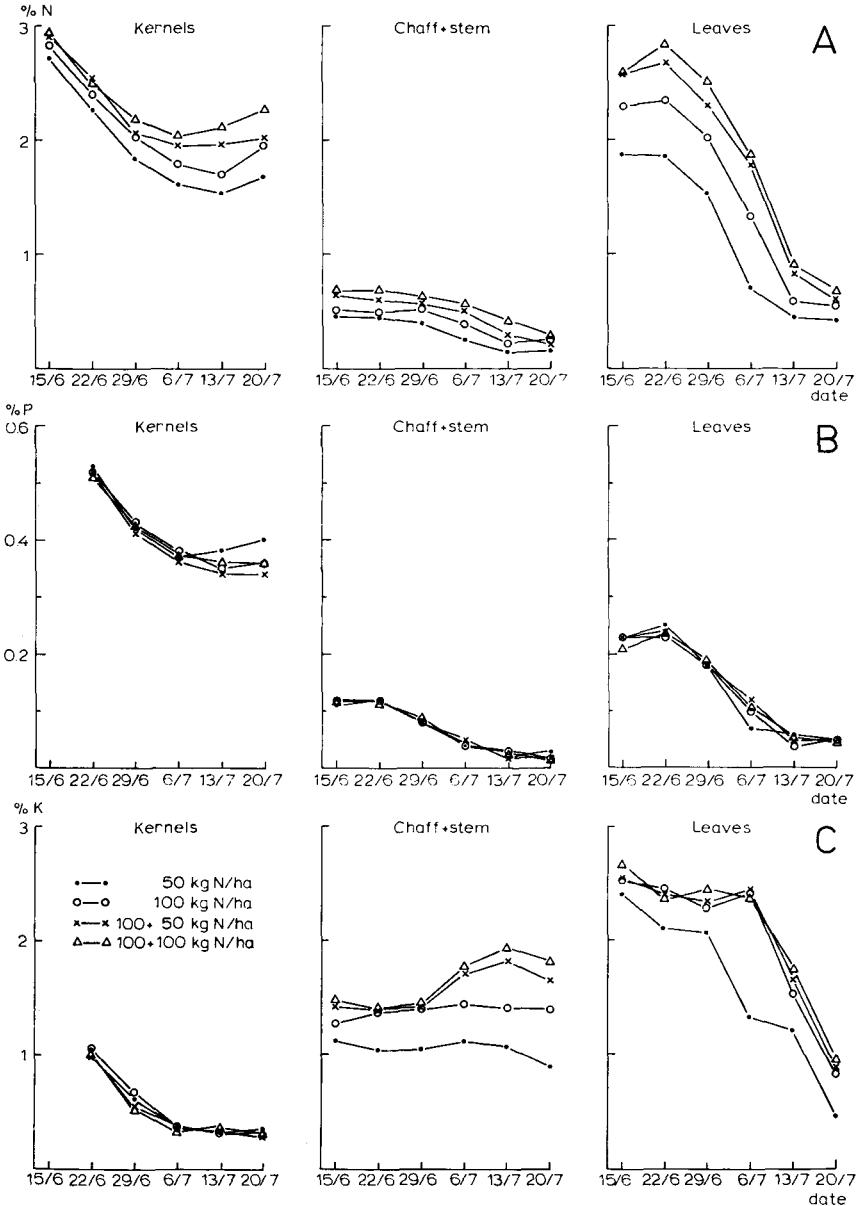 % N
Kernels
Chaff+stem
Leaves
A
3
2
1
15/6 22/6 29/6 6/7 13/7 20/7
15/6 22/6 29/6 6/7 13/7 20/7
15/6 22/6 29/6 6/7 13/7 20/7
date
% P
Kernels
Chaff+stem
Leaves
B
0.6
0.4
0.2
15/6 22/6 29/6 6/7 13/7 20/7
15/6 22/6 29/6 6/7 13/7 20/7
15/6 22/6 29/6 6/7 13/7 20/7
date
% K
Kernels
Chaff+stem
Leaves
C
3
50 kg N/ha
100 kg N/ha
100+ 50 kg N/ha
100+100 kg N/ha
2
1
15/6 22/6 29/6 6/7 13/7 20/7
15/6 22/6 29/6 6/7 13/7 20/7
15/6 22/6 29/6 6/7 13/7 20/7
date